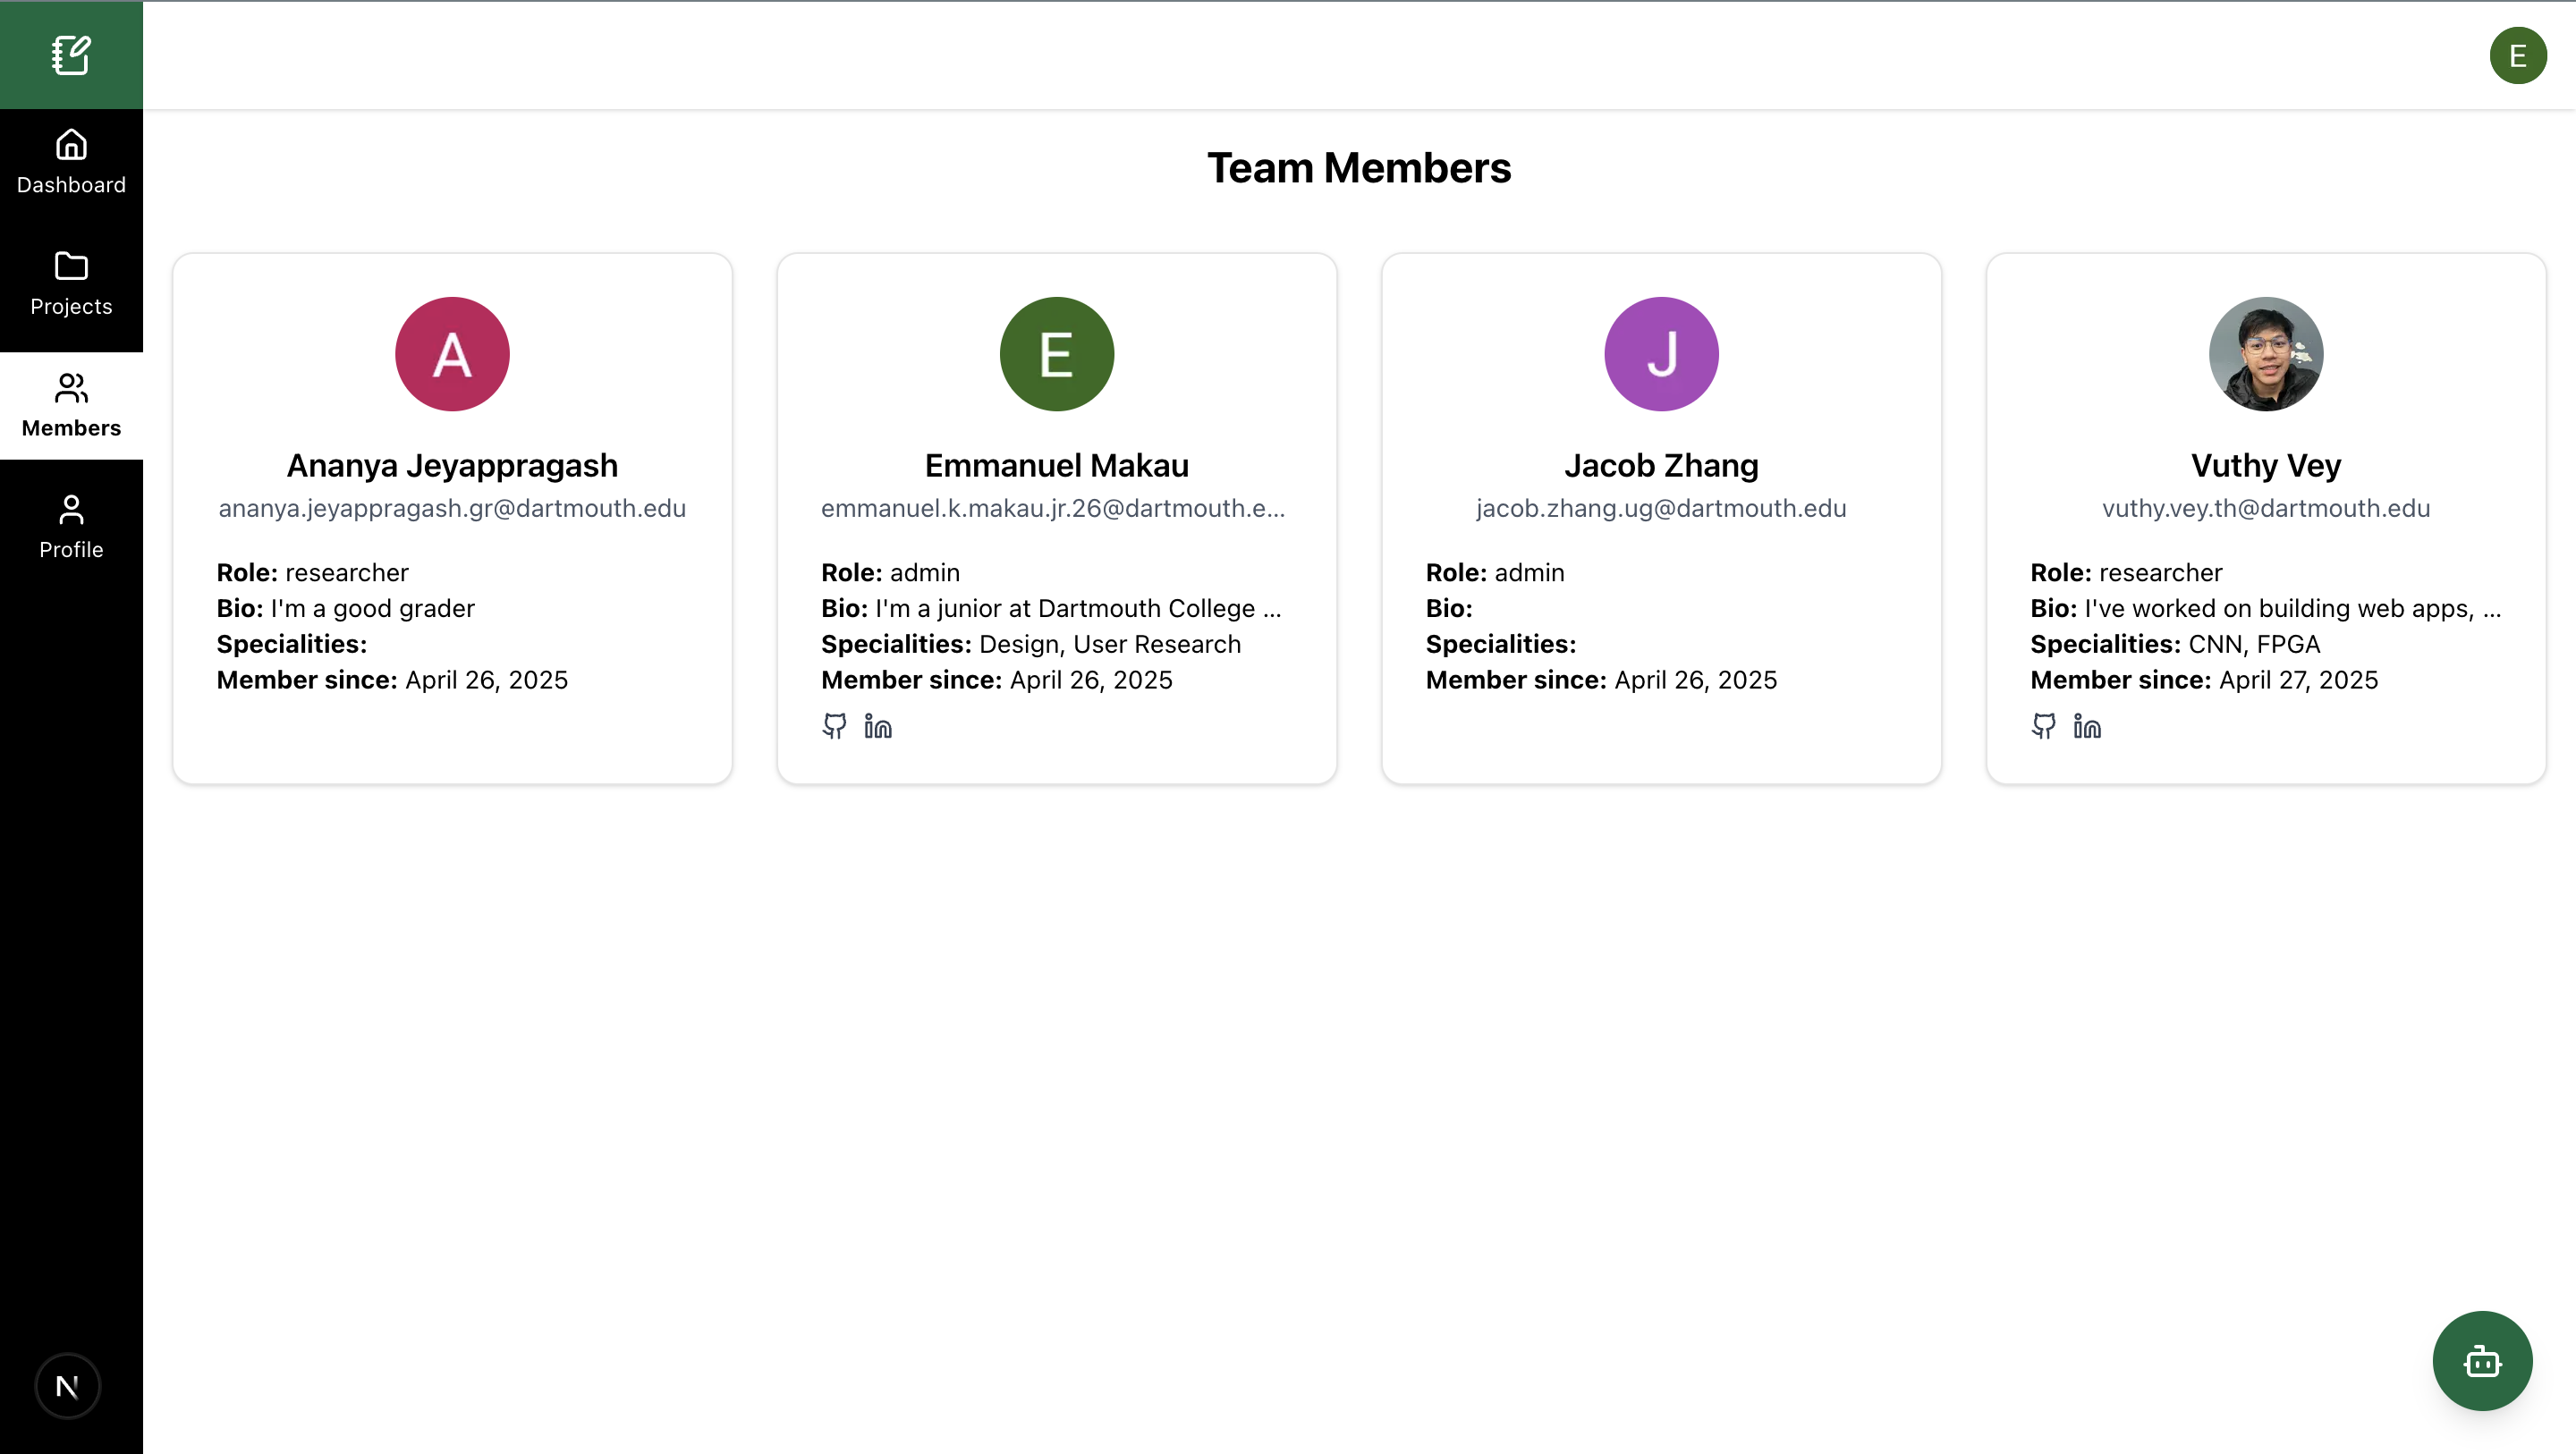 E
Dashboard
Projects
Members
Profile
N
Team Members
A
Ananya Jeyappragash
ananya.jeyappragash.gr@dartmouth.edu
Role: researcher
Bio: I'm a good grader
Specialities:
Member since: April 26, 2025
E
Emmanuel Makau
emmanuel.k.makau.jr.26@dartmouth.e...
Role: admin
Bio: I'm a junior at Dartmouth College ...
Specialities: Design, User Research
Member since: April 26, 2025
in
J
Jacob Zhang
jacob.zhang.ug@dartmouth.edu
Role: admin
Bio:
Specialities:
Member since: April 26, 2025
Vuthy Vey
vuthy.vey.th@dartmouth.edu
Role: researcher
Bio: I've worked on building web apps, ...
Specialities: CNN, FPGA
Member since: April 27, 2025
in